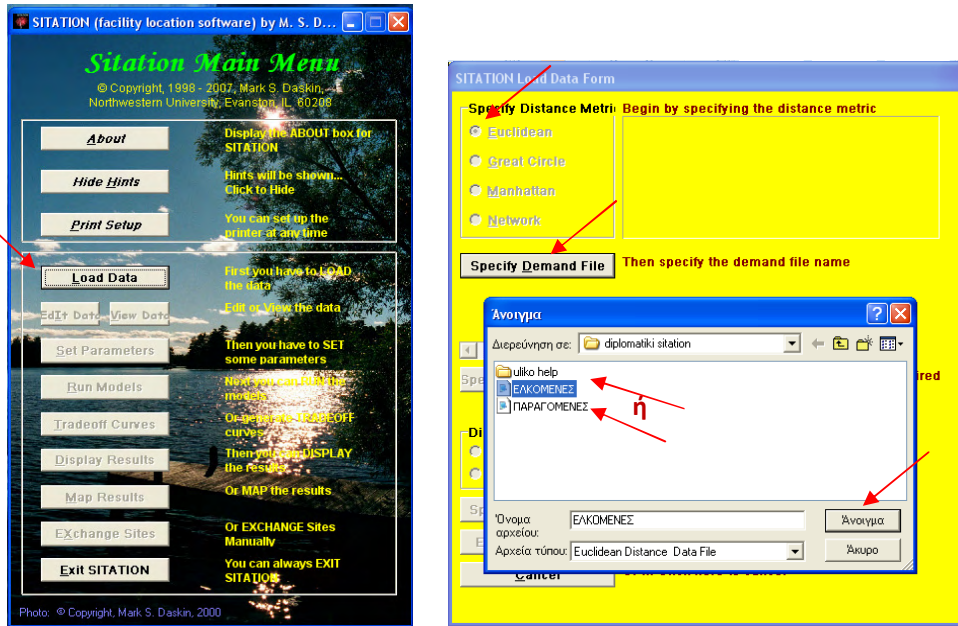 SITATION (facility location software) by M. S. D...
Sitation Main Menu
© Copyright, 1998 - 2007, Mark S. Daskin,
Northwestern University, Evanston, IL, 60208
About
Display the ABOUT box for
SITATION
Hide Hints
Hints will be shown...
Click to Hide
Print Setup
You can set up the
printer at any time
Load Data
First you have to LOAD
the data
EdIt Data
View Data
Edit or View the data
Set Parameters
Then you have to SET
some parameters
Run Models
Next you can RUN the
models
Tradeoff Curves
Or generate TRADEOFF
curves
Display Results
Then you can DISPLAY
the results
Map Results
Or MAP the results
EXchange Sites
Or EXCHANGE Sites
Manually
Exit SITATION
You can always EXIT
SITATION
Photo: © Copyright, Mark S. Daskin, 2000
SITATION Load Data Form
Specify Distance Metri
Begin by specifying the distance metric
Euclidean
Great Circle
Manhattan
Network
Specify Demand File
Then specify the demand file name
Άνοιγμα
Διερεύνηση σε:
diplomatiki sitation
uliko help
ΕΛΚΟΜΕΝΕΣ
ΠΑΡΑΓΟΜΕΝΕΣ
ή
Όνομα
αρχείου:
ΕΛΚΟΜΕΝΕΣ
Άνοιγμα
Αρχεία τύπου:
Euclidean Distance Data File
Άκυρο
Spe
ired
Di
Sp
E
Cancel